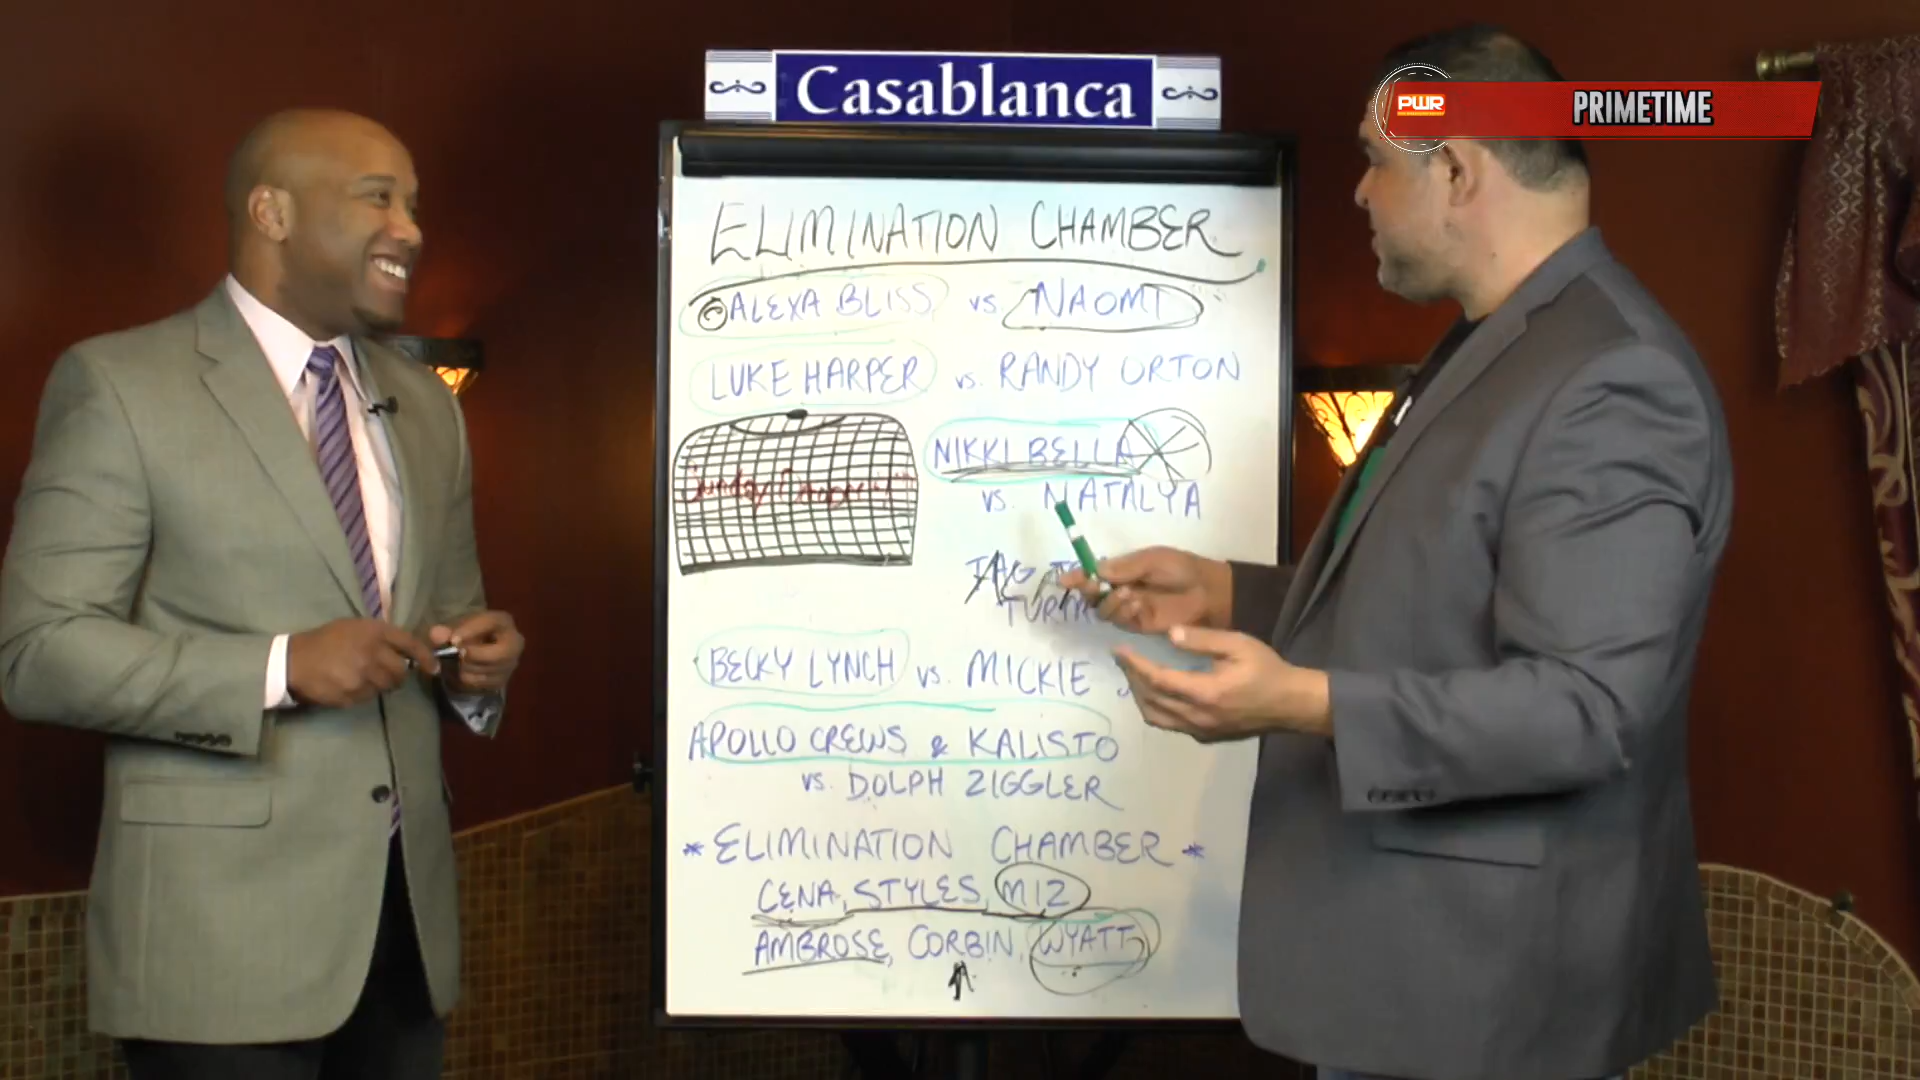 Casablanca
PWR
PRIMETIME
ELIMINATION CHAMBER
C ALEXA BLISS vs. NAOMI
LUKE HARPER vs. RANDY ORTON
NIKKI BELLA
vs. NATALYA
TAG
BECKY LYNCH vs. MICKIE
APOLLO CREWS & KALISTO
vs. DOLPH ZIGGLER
* ELIMINATION CHAMBER *
CENA, STYLES, MIZ
AMBROSE, CORBIN, WYATT